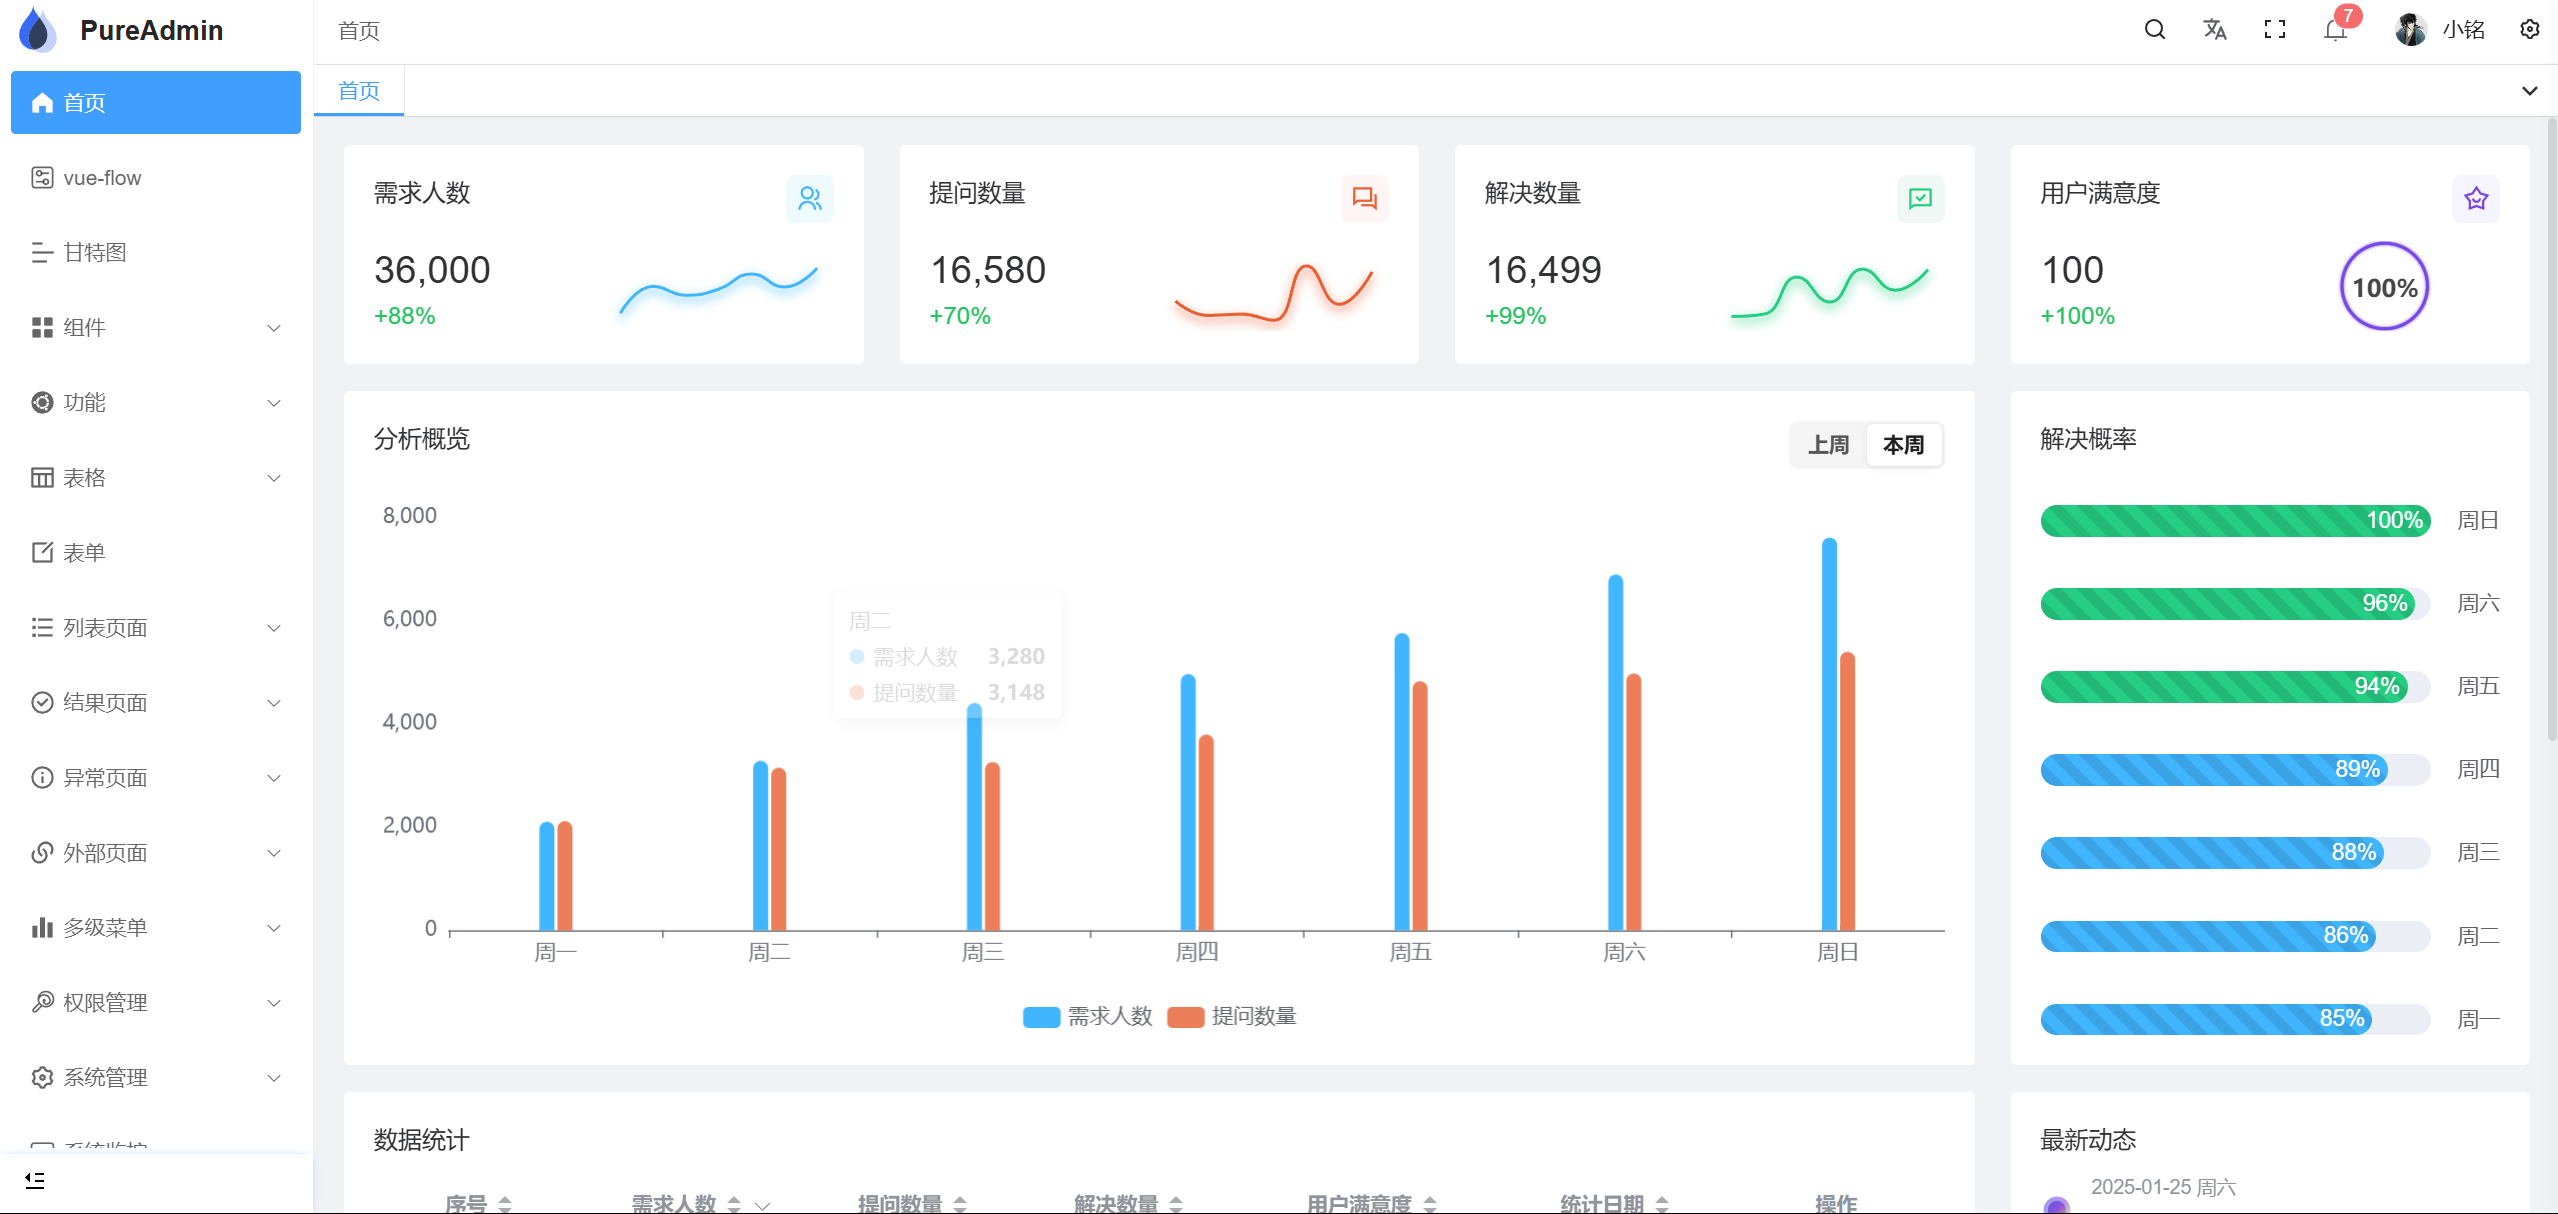 PureAdmin
首页
vue-flow
甘特图
组件
功能
表格
表单
列表页面
结果页面
异常页面
外部页面
多级菜单
权限管理
系统管理
系统监控
首页
7
小铭
首页
需求人数
36,000
+88%
提问数量
16,580
+70%
解决数量
16,499
+99%
用户满意度
100
+100%
100%
分析概览
上周 本周
8,000
6,000
4,000
2,000
0
周二
需求人数 3,280
提问数量 3,148
周一 周二 周三 周四 周五 周六 周日
需求人数 提问数量
解决概率
100% 周日
96% 周六
94% 周五
89% 周四
88% 周三
86% 周二
85% 周一
数据统计
序号 需求人数 提问数量 解决数量 用户满意度 统计日期 操作
最新动态
2025-01-25 周六